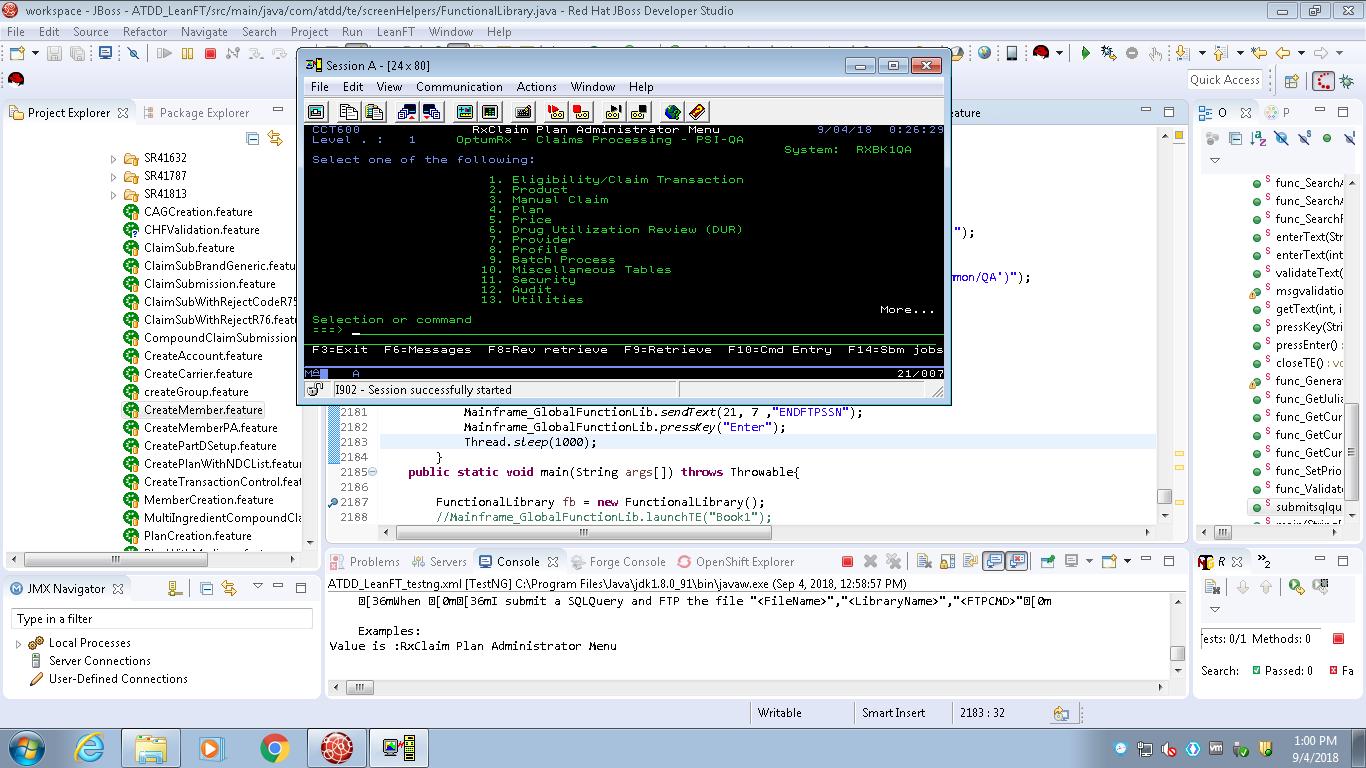 workspace - JBoss - ATDD_LeanFT/src/main/java/com/atdd/te/screenHelpers/FunctionalLibrary.java - Red Hat JBoss Developer Studio
File Edit Source Refactor Navigate Search Project Run LeanFT Window Help
Quick Access
Project Explorer
Package Explorer
SR41632
SR41787
SR41813
CAGCreation.feature
CHFValidation.feature
ClaimSub.feature
ClaimSubBrandGeneric.featu
ClaimSubmission.feature
ClaimSubWithRejectCodeR75
ClaimSubWithRejectR76.featu
CompoundClaimSubmission
CreateAccount.feature
CreateCarrier.feature
createGroup.feature
CreateMember.feature
CreateMemberPA.feature
CreatePartDSetup.feature
CreatePlanWithNDCList.feature
CreateTransactionControl.featu
MemberCreation.feature
MultiIngredientCompoundCla
PlanCreation.feature
Session A - [24 x 80]
File Edit View Communication Actions Window Help
CCT600 RxClaim Plan Administrator Menu 9/04/18 0:26:29
Level . : 1 OptumRx - Claims Processing - PSI-QA
System: RXBK1QA
Select one of the following:
1. Eligibility/Claim Transaction
2. Product
3. Manual Claim
4. Plan
5. Price
6. Drug Utilization Review (DUR)
7. Provider
8. Profile
9. Batch Process
10. Miscellaneous Tables
11. Security
12. Audit
13. Utilities
More...
Selection or command
===>
F3=Exit F6=Messages F8=Rev retrieve F9=Retrieve F10=Cmd Entry F14=Sbm jobs
MA A 21/007
I902 - Session successfully started
eature
");
mon/QA')");
2181 Mainframe_GlobalFunctionLib.sendText(21, 7 ,"ENDFTPSSN");
2182 Mainframe_GlobalFunctionLib.pressKey("Enter");
2183 Thread.sleep(1000);
2184 }
2185 public static void main(String args[]) throws Throwable{
2186
2187 FunctionalLibrary fb = new FunctionalLibrary();
2188 //Mainframe_GlobalFunctionLib.launchTE("Book1");
O P
func_SearchA
func_SearchA
func_SearchF
enterText(Str
enterText(int
validateText(
msgvalidation
getText(int, i
pressKey(Stri
pressEnter() :
closeTE() : vo
func_Genera
func_GetJulia
func_GetCur
func_GetCur
func_GetCur
func_SetPrio
func_Validate
submitsqlqu
JMX Navigator
Type in a filter
Local Processes
Server Connections
User-Defined Connections
Problems Servers Console Forge Console OpenShift Explorer
ATDD_LeanFT_testng.xml [TestNG] C:\Program Files\Java\jdk1.8.0_91\bin\javaw.exe (Sep 4, 2018, 12:58:57 PM)
[36mWhen [0m[36mI submit a SQLQuery and FTP the file "<FileName>","<LibraryName>","<FTPCMD>"[0m
Examples:
Value is :RxClaim Plan Administrator Menu
R »2
ests: 0/1 Methods: 0
Search: Passed: 0 Fa
Writable Smart Insert 2183 : 32
1:00 PM
9/4/2018